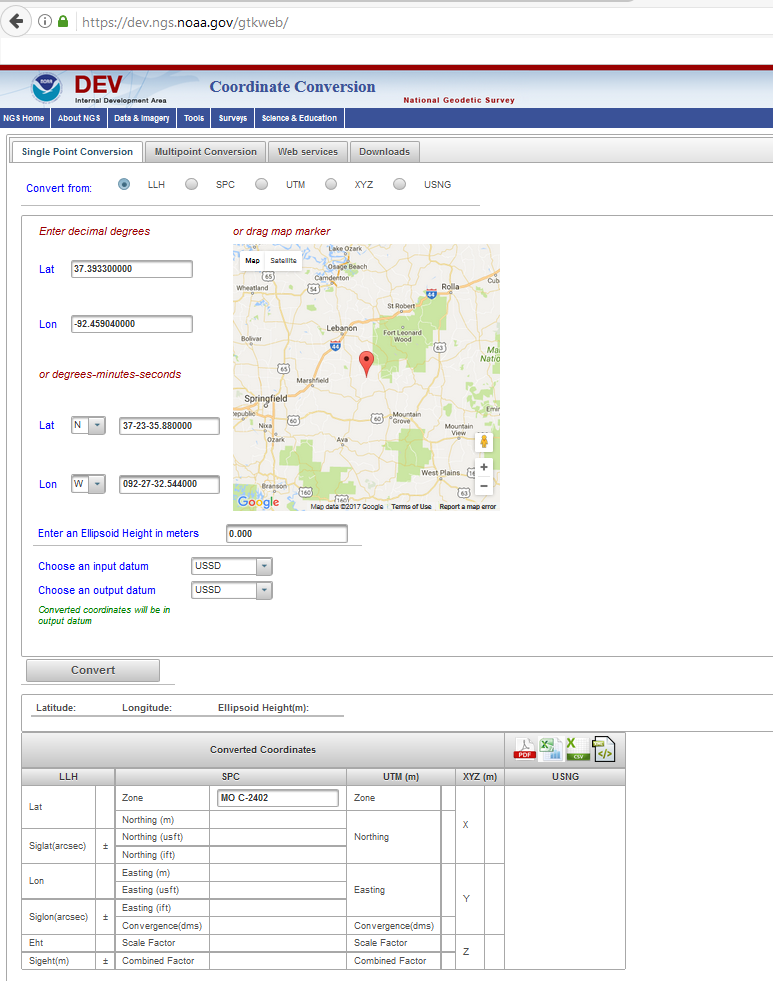 https://dev.ngs.noaa.gov/gtkweb/
NOAA
DEV
Internal Development Area
Coordinate Conversion
National Geodetic Survey
NGS Home About NGS Data & Imagery Tools Surveys Science & Education
Single Point Conversion Multipoint Conversion Web services Downloads
Convert from: LLH SPC UTM XYZ USNG
Enter decimal degrees or drag map marker
Lat 37.393300000
Lon -92.459040000
or degrees-minutes-seconds
Lat N 37-23-35.880000
Lon W 092-27-32.544000
Map Satellite
Lake Ozark
Osage Beach
65
Camdenton
Wheatland
54
Rolla
Cub
44
St Robert
Lebanon
Fort Leonard
Wood
Bolivar
44
63
Ma
Natio
65
Marshfield
Springfield
Republic
60
60
Mountain
Grove
Emin
Nixa
Ozark
Ava
Mountain
View
+
West Plains
16
−
Branson
160
160
63
Google
Map data ©2017 Google Terms of Use Report a map error
Enter an Ellipsoid Height in meters 0.000
Choose an input datum USSD
Choose an output datum USSD
Converted coordinates will be in
output datum
Convert
Latitude: Longitude: Ellipsoid Height(m):
Converted Coordinates PDF X CSV </>
LLH SPC UTM (m) XYZ (m) USNG
Lat Zone MO C-2402 Zone X
Northing (m)
Siglat(arcsec) ± Northing (usft) Northing
Northing (ift)
Lon Easting (m) Easting Y
Easting (usft)
Siglon(arcsec) ± Easting (ift)
Convergence(dms) Convergence(dms)
Eht Scale Factor Scale Factor Z
Sigeht(m) ± Combined Factor Combined Factor